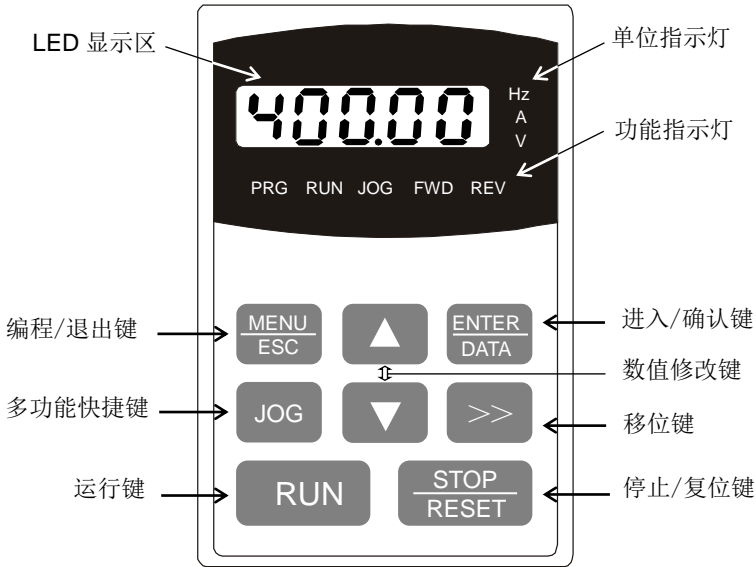 LED 显示区
单位指示灯
400.00
Hz
A
V
功能指示灯
PRG RUN JOG FWD REV
编程/退出键
MENU
ESC
▲
ENTER
DATA
进入/确认键
数值修改键
多功能快捷键
JOG
▼
>>
移位键
运行键
RUN
STOP
RESET
停止/复位键